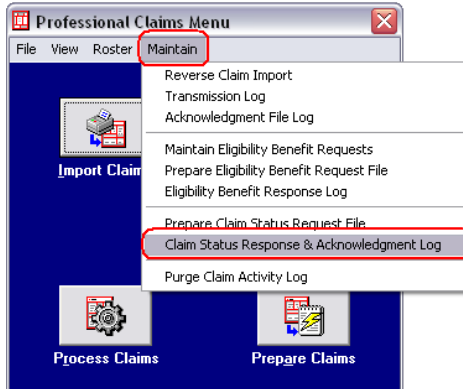 Professional Claims Menu
File View Roster Maintain
Reverse Claim Import
Transmission Log
Acknowledgment File Log
Maintain Eligibility Benefit Requests
Prepare Eligibility Benefit Request File
Eligibility Benefit Response Log
Prepare Claim Status Request File
Claim Status Response & Acknowledgment Log
Purge Claim Activity Log
Import Claim
Process Claims
Prepare Claims